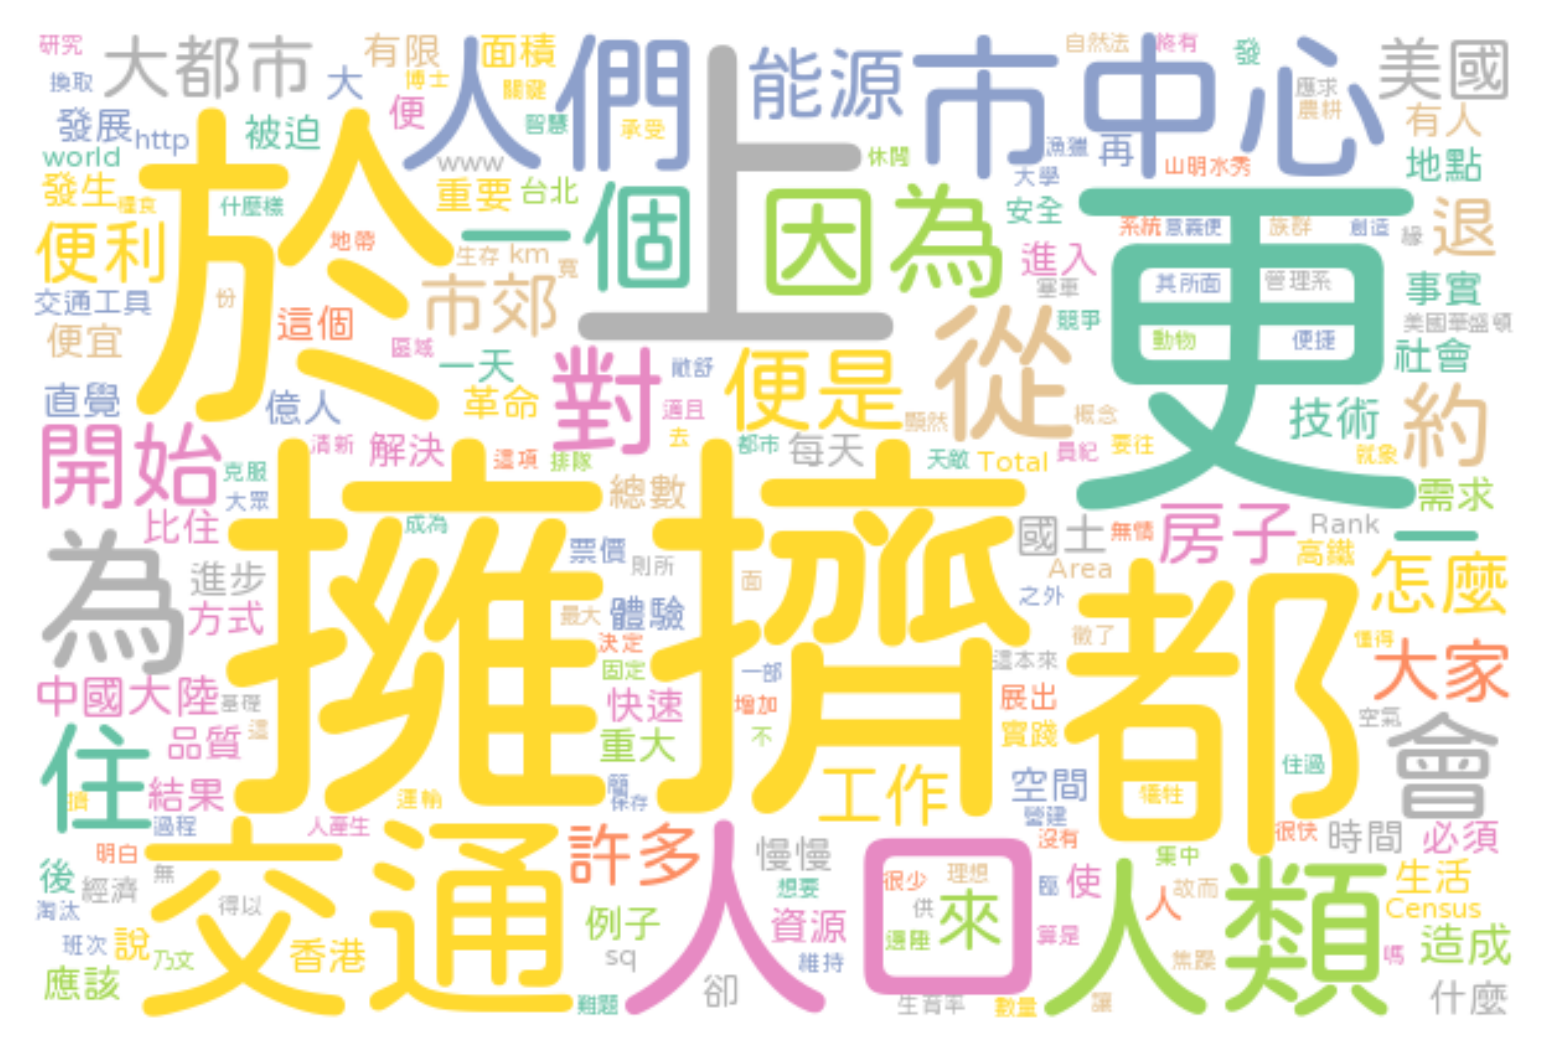 研究
大都市
有限
人們
面積
上
能源
市中心
自然法
終有
發
美國
換取
大
博士
關鍵
應求
發展
http
被迫
便
智慧
承受
農耕
有人
world
於
www
休閒
漁獵
再
山明水秀
地點
發生
糧食
什麼樣
重要
台北
一個
因為
大學
安全
更
系統
意義便
族群
創造
緣
退
便利
地帶
生存
km
寬
進入
塞車
其所面
管理系
事實
交通工具
份
這個
市郊
從
競爭
美國華盛頓
便宜
區域
一天
對
敞舒
便是
動物
便捷
社會
直覺
億人
革命
適且
顯然
概念
技術
約
開始
清新
解決
這項
排隊
去
都市
每天
天敵
Total
員紀
要往
就象
克服
大眾
擁擠
總數
需求
比住
成為
國土
無情
房子
Rank
一
為
進步
票價
則所
面
Area
高鐵
怎麼
方式
最大
體驗
之外
都
徵了
懂得
決定
這本來
大家
中國大陸
基礎
固定
一部
快速
增加
展出
空氣
住
品質
這
重大
不
實踐
會
住過
結果
擠
運輸
簡
保存
工作
空間
犧牲
過程
人產生
營建
交通
許多
人口
慢慢
沒有
很快
時間
必須
明白
集中
後
經濟
無
想要
很少
理想
臨
使
人類
人
故而
生活
淘汰
得以
例子
資源
供
來
Census
班次
說
乃文
香港
sq
維持
邊陲
算是
焦躁
嗎
造成
應該
難題
卻
生育率
數量
讓
什麼